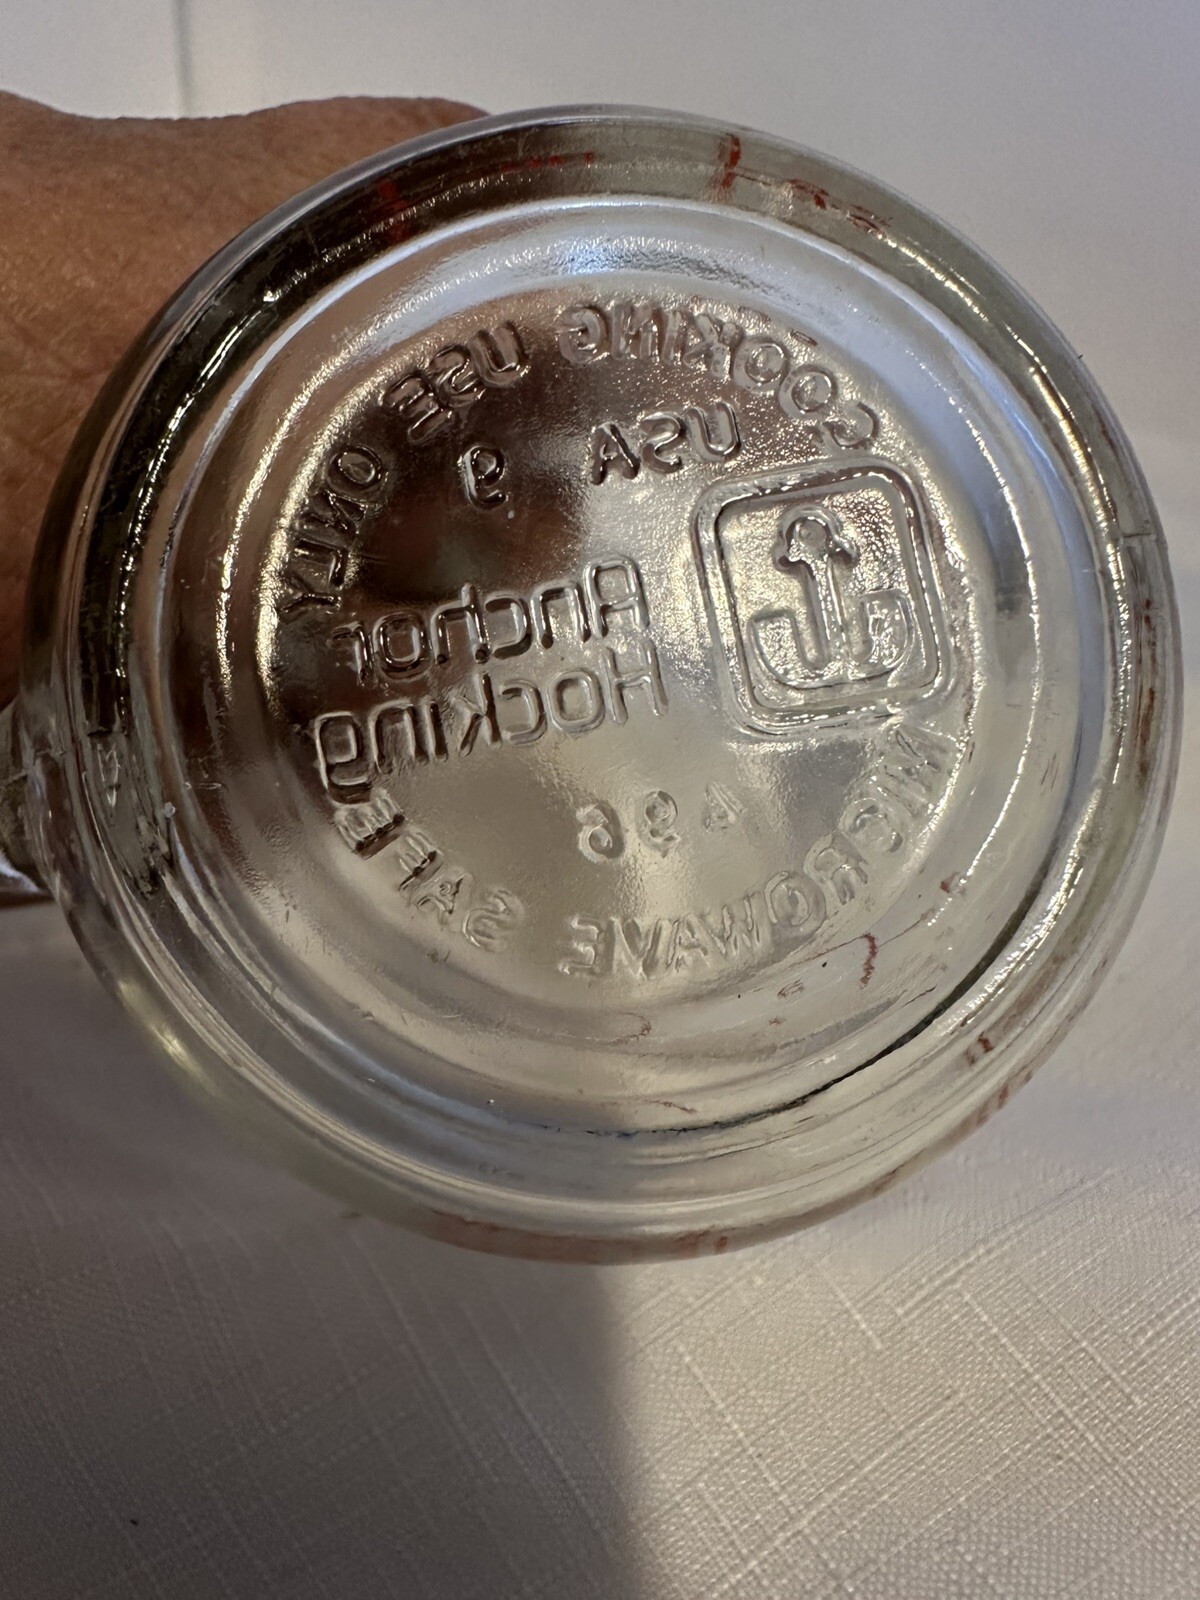 COOKING USE ONLY
USA 9
Anchor
Hocking
496
MICROWAVE SAFE